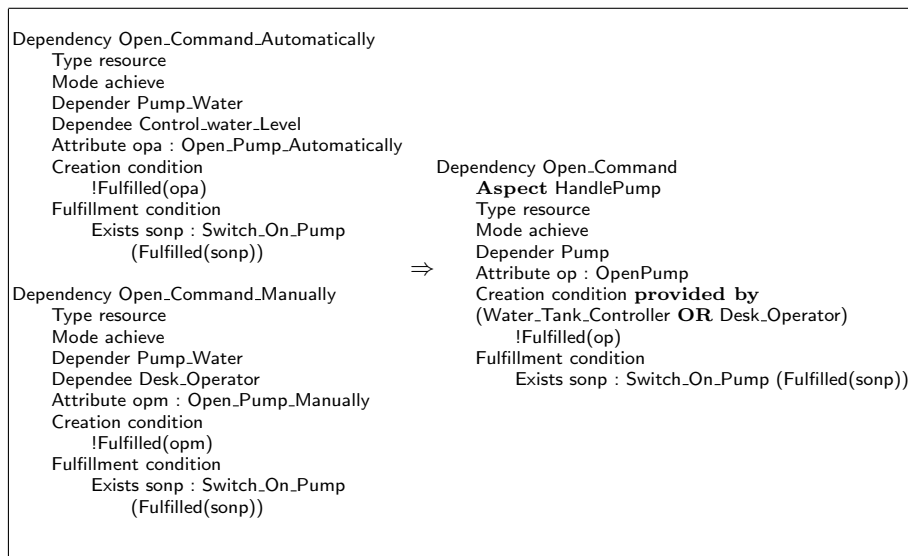 Dependency Open_Command_Automatically
Type resource
Mode achieve
Depender Pump_Water
Dependee Control_water_Level
Attribute opa : Open_Pump_Automatically
Creation condition
!Fulfilled(opa)
Fulfillment condition
Exists sonp : Switch_On_Pump
(Fulfilled(sonp))
Dependency Open_Command_Manually
Type resource
Mode achieve
Depender Pump_Water
Dependee Desk_Operator
Attribute opm : Open_Pump_Manually
Creation condition
!Fulfilled(opm)
Fulfillment condition
Exists sonp : Switch_On_Pump
(Fulfilled(sonp))
⇒
Dependency Open_Command
Aspect HandlePump
Type resource
Mode achieve
Depender Pump
Attribute op : OpenPump
Creation condition provided by
(Water_Tank_Controller OR Desk_Operator)
!Fulfilled(op)
Fulfillment condition
Exists sonp : Switch_On_Pump (Fulfilled(sonp))